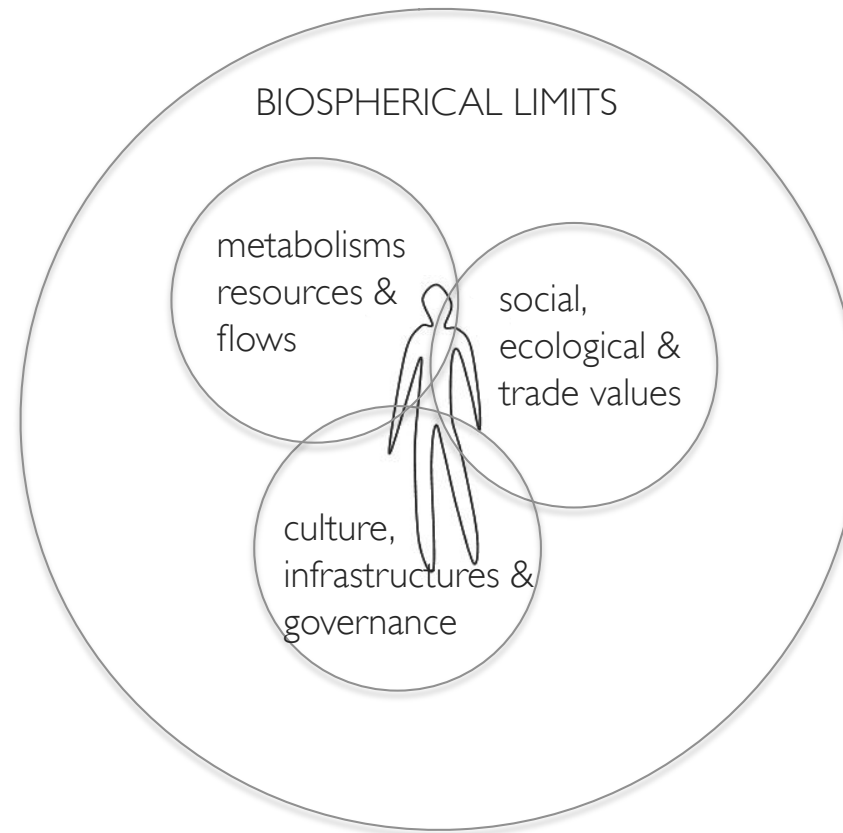 BIOSPHERICAL LIMITS
metabolisms
resources &
flows
social,
ecological &
trade values
culture,
infrastructures &
governance